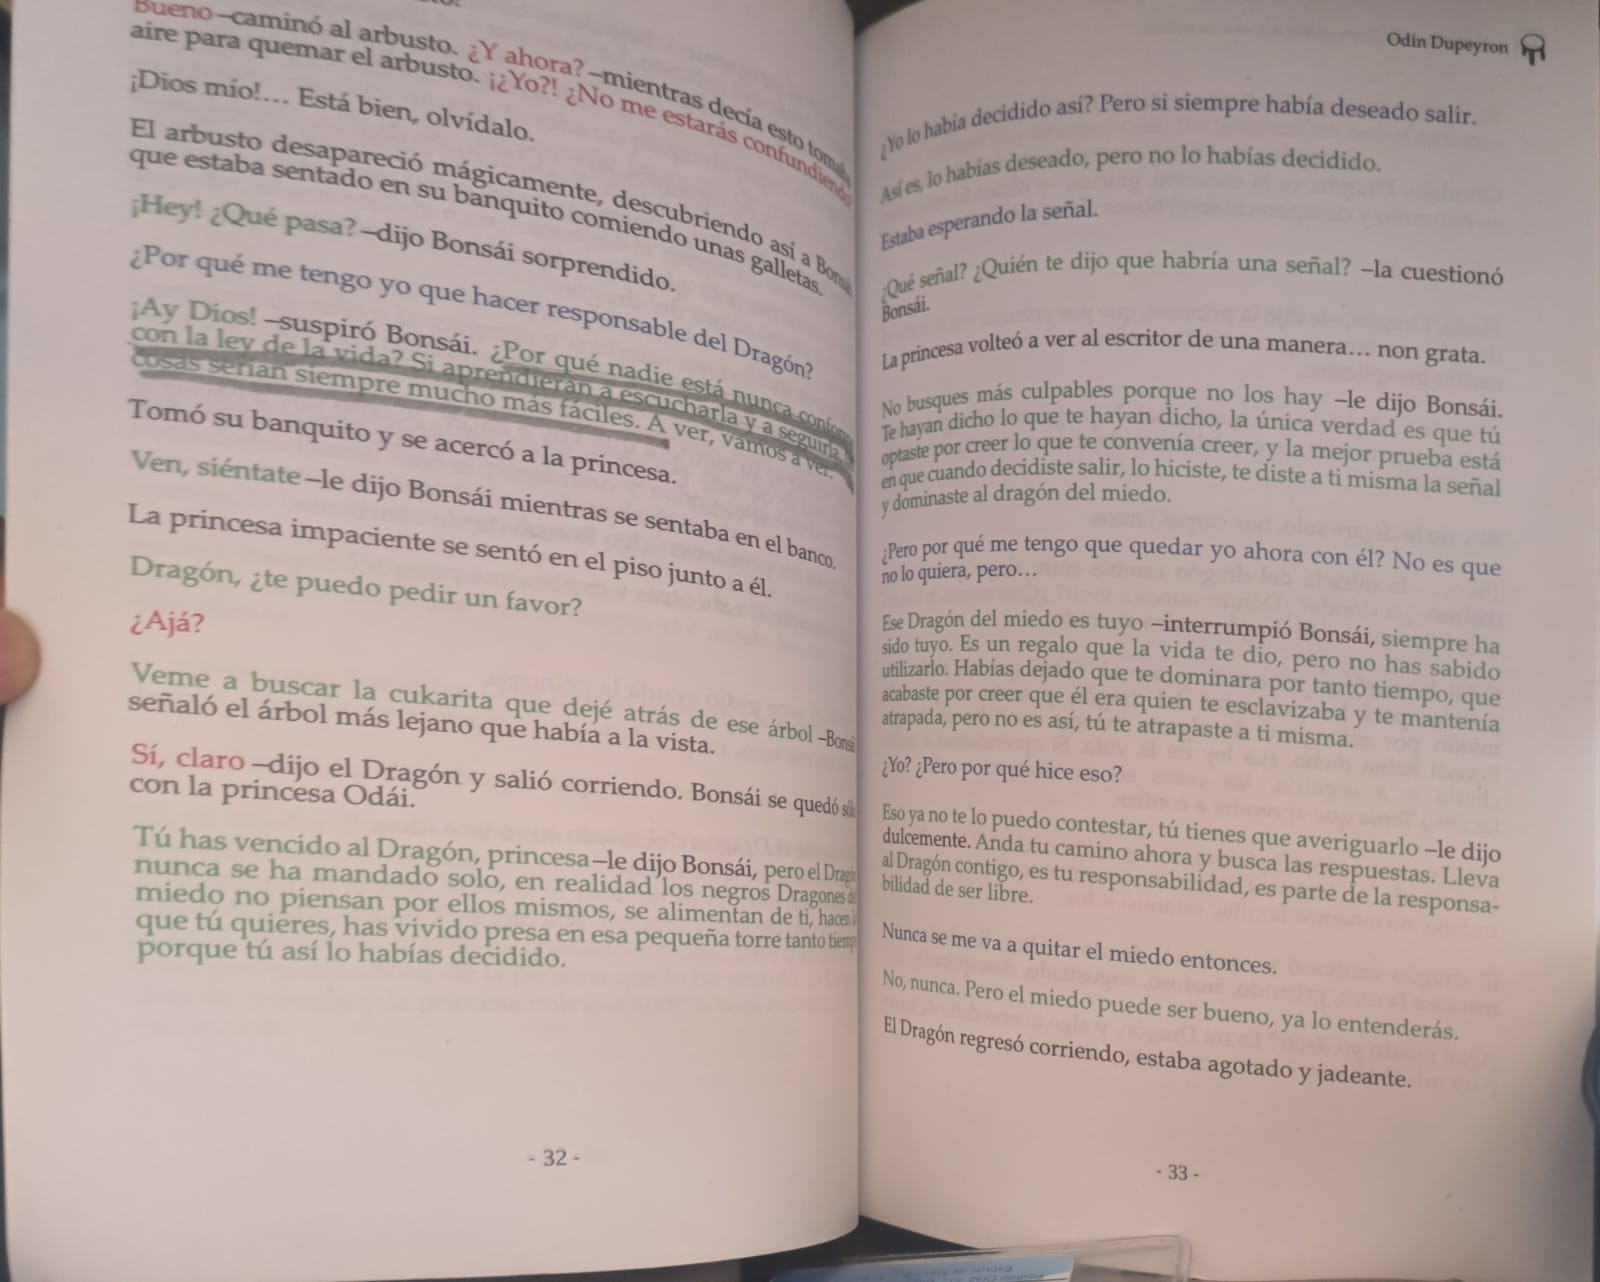 Bueno –caminó al arbusto. ¿Y ahora? –mientras decía esto tomaba
aire para quemar el arbusto. ¡¿Yo?! ¿No me estarás confundiendo
¡Dios mío!... Está bien, olvídalo.
El arbusto desapareció mágicamente, descubriendo así a Bonsái
que estaba sentado en su banquito comiendo unas galletas.
¡Hey! ¿Qué pasa? –dijo Bonsái sorprendido.
¿Por qué me tengo yo que hacer responsable del Dragón?
¡Ay Dios! –suspiró Bonsái. ¿Por qué nadie está nunca conforme
con la ley de la vida? Si aprendieran a escucharla y a seguirla,
cosas serían siempre mucho más fáciles. A ver, vamos a ver.
Tomó su banquito y se acercó a la princesa.
Ven, siéntate –le dijo Bonsái mientras se sentaba en el banco.
La princesa impaciente se sentó en el piso junto a él.
Dragón, ¿te puedo pedir un favor?
¿Ajá?
Veme a buscar la cukarita que dejé atrás de ese árbol –Bonsái
señaló el árbol más lejano que había a la vista.
Sí, claro –dijo el Dragón y salió corriendo. Bonsái se quedó sólo
con la princesa Odái.
Tú has vencido al Dragón, princesa –le dijo Bonsái, pero el Dragón
nunca se ha mandado solo, en realidad los negros Dragones del
miedo no piensan por ellos mismos, se alimentan de ti, hacen lo
que tú quieres, has vivido presa en esa pequeña torre tanto tiempo
porque tú así lo habías decidido.
- 32 -
Odin Dupeyron
¿Yo lo había decidido así? Pero si siempre había deseado salir.
Así es, lo habías deseado, pero no lo habías decidido.
Estaba esperando la señal.
¿Qué señal? ¿Quién te dijo que habría una señal? –la cuestionó
Bonsái.
La princesa volteó a ver al escritor de una manera... non grata.
No busques más culpables porque no los hay –le dijo Bonsái.
Te hayan dicho lo que te hayan dicho, la única verdad es que tú
optaste por creer lo que te convenía creer, y la mejor prueba está
en que cuando decidiste salir, lo hiciste, te diste a ti misma la señal
y dominaste al dragón del miedo.
¿Pero por qué me tengo que quedar yo ahora con él? No es que
no lo quiera, pero...
Ese Dragón del miedo es tuyo –interrumpió Bonsái, siempre ha
sido tuyo. Es un regalo que la vida te dio, pero no has sabido
utilizarlo. Habías dejado que te dominara por tanto tiempo, que
acabaste por creer que él era quien te esclavizaba y te mantenía
atrapada, pero no es así, tú te atrapaste a ti misma.
¿Yo? ¿Pero por qué hice eso?
Eso ya no te lo puedo contestar, tú tienes que averiguarlo –le dijo
dulcemente. Anda tu camino ahora y busca las respuestas. Lleva
al Dragón contigo, es tu responsabilidad, es parte de la responsa-
bilidad de ser libre.
Nunca se me va a quitar el miedo entonces.
No, nunca. Pero el miedo puede ser bueno, ya lo entenderás.
El Dragón regresó corriendo, estaba agotado y jadeante.
- 33 -